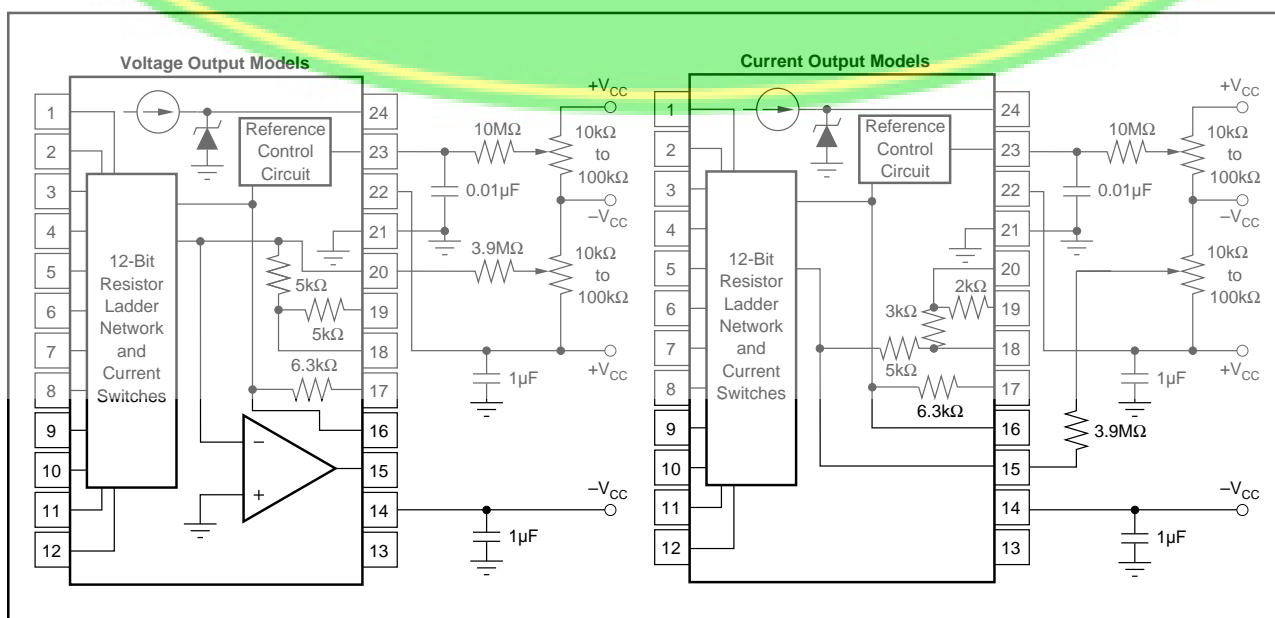 Voltage Output Models
1
2
3
4
5
6
7
8
9
10
11
12
12-Bit
Resistor
Ladder
Network
and
Current
Switches
Reference
Control
Circuit
5kΩ
5kΩ
6.3kΩ
−
+
24
23
22
21
20
19
18
17
16
15
14
13
10MΩ
0.01µF
3.9MΩ
+VCC
10kΩ
to
100kΩ
−VCC
10kΩ
to
100kΩ
+VCC
1µF
−VCC
1µF
Current Output Models
1
2
3
4
5
6
7
8
9
10
11
12
12-Bit
Resistor
Ladder
Network
and
Current
Switches
Reference
Control
Circuit
2kΩ
3kΩ
5kΩ
6.3kΩ
24
23
22
21
20
19
18
17
16
15
14
13
10MΩ
0.01µF
+VCC
10kΩ
to
100kΩ
−VCC
10kΩ
to
100kΩ
+VCC
1µF
3.9MΩ
−VCC
1µF